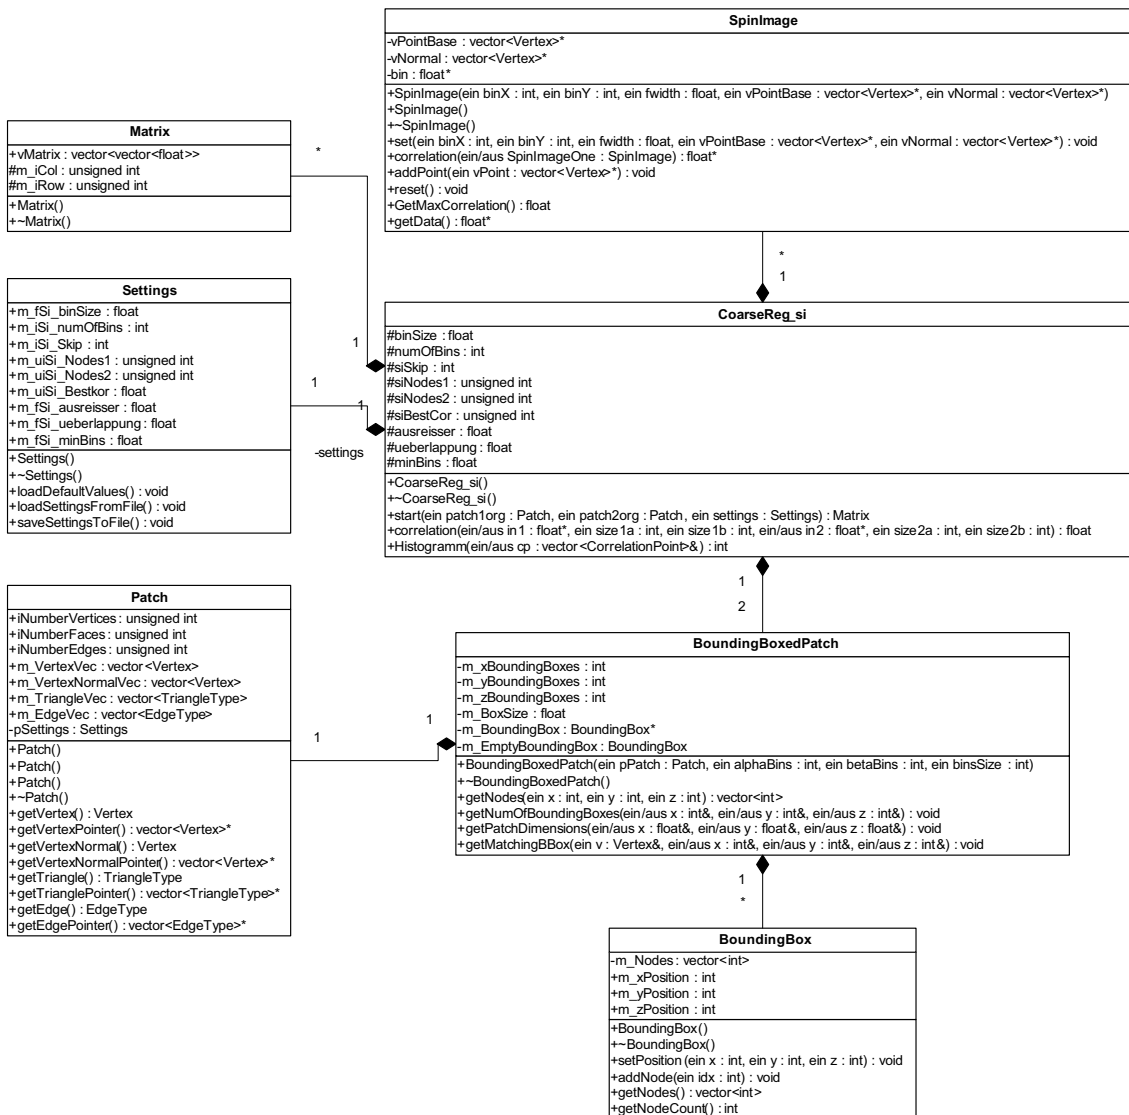 SpinImage
-vPointBase : vector<Vertex>*
-vNormal : vector<Vertex>*
-bin : float*
+SpinImage(ein binX : int, ein binY : int, ein fwidth : float, ein vPointBase : vector<Vertex>*, ein vNormal : vector<Vertex>*)
+SpinImage()
+~SpinImage()
+set(ein binX : int, ein binY : int, ein fwidth : float, ein vPointBase : vector<Vertex>*, ein vNormal : vector<Vertex>*) : void
+correlation(ein/aus SpinImageOne : SpinImage) : float*
+addPoint(ein vPoint : vector<Vertex>*) : void
+reset() : void
+GetMaxCorrelation() : float
+getData() : float*
Matrix
+vMatrix : vector<vector<float>>
#m_iCol : unsigned int
#m_iRow : unsigned int
+Matrix()
+~Matrix()
*
*
1
Settings
+m_fSi_binSize : float
+m_iSi_numOfBins : int
+m_iSi_Skip : int
+m_uiSi_Nodes1 : unsigned int
+m_uiSi_Nodes2 : unsigned int
+m_uiSi_Bestkor : float
+m_fSi_ausreisser : float
+m_fSi_ueberlappung : float
+m_fSi_minBins : float
+Settings()
+~Settings()
+loadDefaultValues() : void
+loadSettingsFromFile() : void
+saveSettingsToFile() : void
1
1
1
-settings
CoarseReg_si
#binSize : float
#numOfBins : int
#siSkip : int
#siNodes1 : unsigned int
#siNodes2 : unsigned int
#siBestCor : unsigned int
#ausreisser : float
#ueberlappung : float
#minBins : float
+CoarseReg_si()
+~CoarseReg_si()
+start(ein patch1org : Patch, ein patch2org : Patch, ein settings : Settings) : Matrix
+correlation(ein/aus in1 : float*, ein size1a : int, ein size1b : int, ein/aus in2 : float*, ein size2a : int, ein size2b : int) : float
+Histogramm(ein/aus cp : vector<CorrelationPoint>&) : int
1
2
Patch
+iNumberVertices : unsigned int
+iNumberFaces : unsigned int
+iNumberEdges : unsigned int
+m_VertexVec : vector<Vertex>
+m_VertexNormalVec : vector<Vertex>
+m_TriangleVec : vector<TriangleType>
+m_EdgeVec : vector<EdgeType>
-pSettings : Settings
+Patch()
+Patch()
+Patch()
+~Patch()
+getVertex() : Vertex
+getVertexPointer() : vector<Vertex>*
+getVertexNormal() : Vertex
+getVertexNormalPointer() : vector<Vertex>*
+getTriangle() : TriangleType
+getTrianglePointer() : vector<TriangleType>*
+getEdge() : EdgeType
+getEdgePointer() : vector<EdgeType>*
1
1
BoundingBoxedPatch
-m_xBoundingBoxes : int
-m_yBoundingBoxes : int
-m_zBoundingBoxes : int
-m_BoxSize : float
-m_BoundingBox : BoundingBox*
-m_EmptyBoundingBox : BoundingBox
+BoundingBoxedPatch(ein pPatch : Patch, ein alphaBins : int, ein betaBins : int, ein binsSize : int)
+~BoundingBoxedPatch()
+getNodes(ein x : int, ein y : int, ein z : int) : vector<int>
+getNumOfBoundingBoxes(ein/aus x : int&, ein/aus y : int&, ein/aus z : int&) : void
+getPatchDimensions(ein/aus x : float&, ein/aus y : float&, ein/aus z : float&) : void
+getMatchingBBox(ein v : Vertex&, ein/aus x : int&, ein/aus y : int&, ein/aus z : int&) : void
1
*
BoundingBox
-m_Nodes : vector<int>
+m_xPosition : int
+m_yPosition : int
+m_zPosition : int
+BoundingBox()
+~BoundingBox()
+setPosition(ein x : int, ein y : int, ein z : int) : void
+addNode(ein idx : int) : void
+getNodes() : vector<int>
+getNodeCount() : int